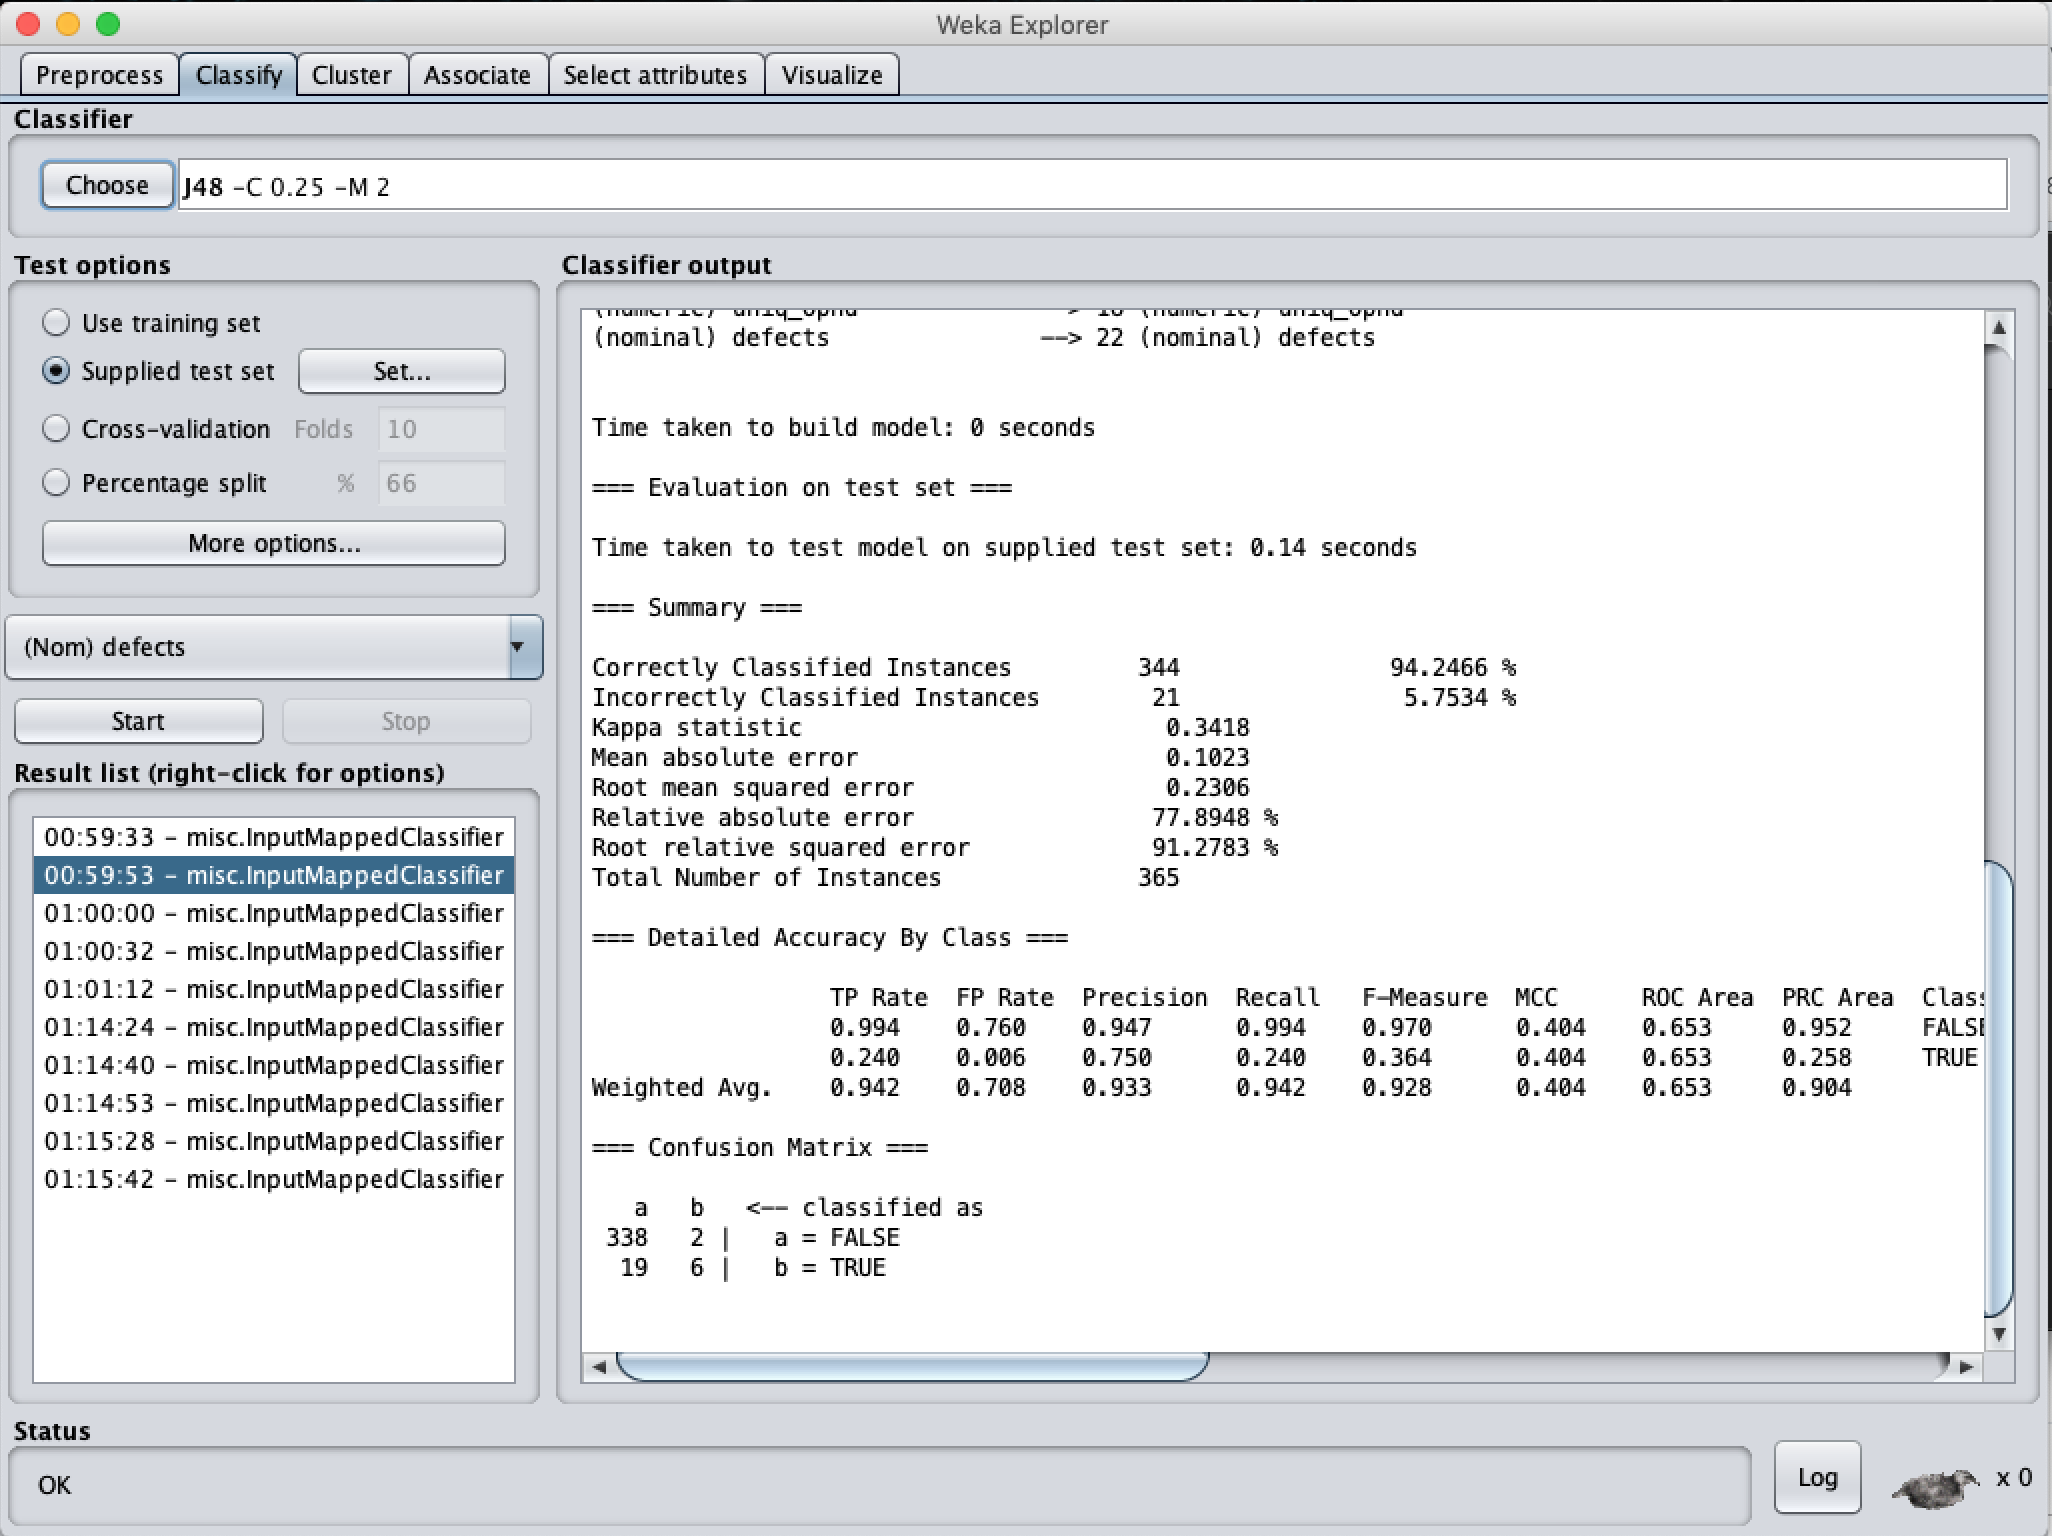 Weka Explorer
Preprocess Classify Cluster Associate Select attributes Visualize
Classifier
Choose J48 -C 0.25 -M 2
Test options
Use training set
Supplied test set Set...
Cross-validation Folds 10
Percentage split % 66
More options...
(Nom) defects
Start Stop
Result list (right-click for options)
00:59:33 - misc.InputMappedClassifier
00:59:53 - misc.InputMappedClassifier
01:00:00 - misc.InputMappedClassifier
01:00:32 - misc.InputMappedClassifier
01:01:12 - misc.InputMappedClassifier
01:14:24 - misc.InputMappedClassifier
01:14:40 - misc.InputMappedClassifier
01:14:53 - misc.InputMappedClassifier
01:15:28 - misc.InputMappedClassifier
01:15:42 - misc.InputMappedClassifier
Classifier output
(numeric) uniq_opnd --> 18 (numeric) uniq_opnd
(nominal) defects --> 22 (nominal) defects
Time taken to build model: 0 seconds
=== Evaluation on test set ===
Time taken to test model on supplied test set: 0.14 seconds
=== Summary ===
Correctly Classified Instances 344 94.2466 %
Incorrectly Classified Instances 21 5.7534 %
Kappa statistic 0.3418
Mean absolute error 0.1023
Root mean squared error 0.2306
Relative absolute error 77.8948 %
Root relative squared error 91.2783 %
Total Number of Instances 365
=== Detailed Accuracy By Class ===
TP Rate FP Rate Precision Recall F-Measure MCC ROC Area PRC Area Clas
0.994 0.760 0.947 0.994 0.970 0.404 0.653 0.952 FALSE
0.240 0.006 0.750 0.240 0.364 0.404 0.653 0.258 TRUE
Weighted Avg. 0.942 0.708 0.933 0.942 0.928 0.404 0.653 0.904
=== Confusion Matrix ===
a b <-- classified as
338 2 | a = FALSE
19 6 | b = TRUE
Status
OK
Log x 0